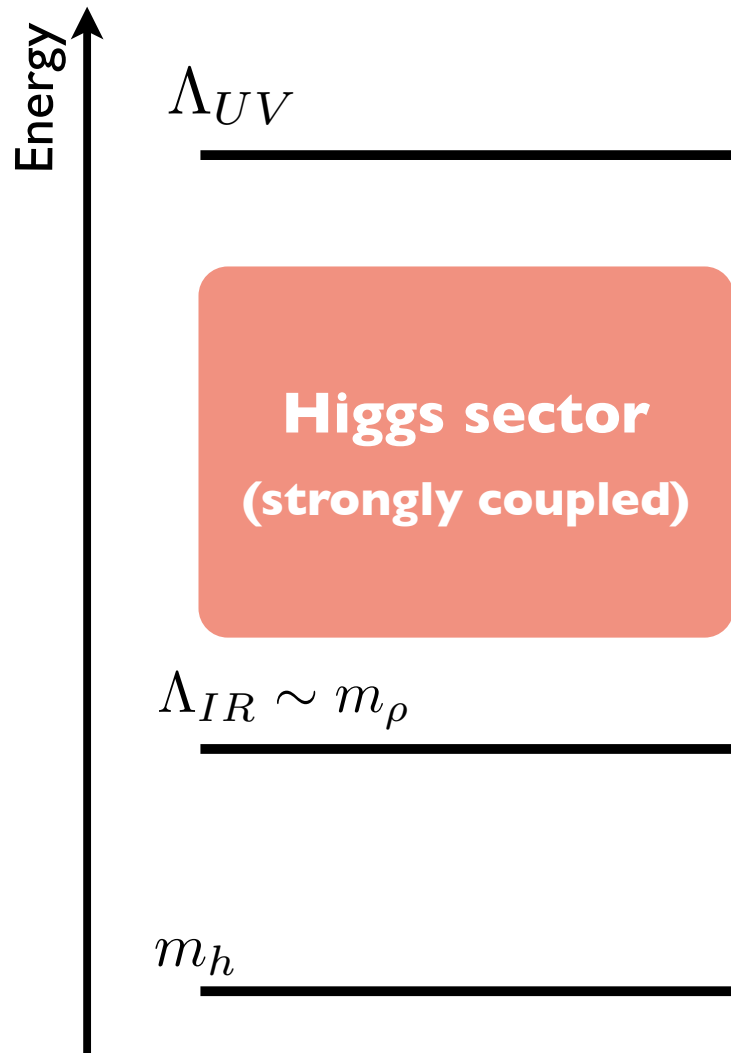 Energy
Λ_{UV}
Higgs sector
(strongly coupled)
Λ_{IR} ∼ m_ρ
m_h